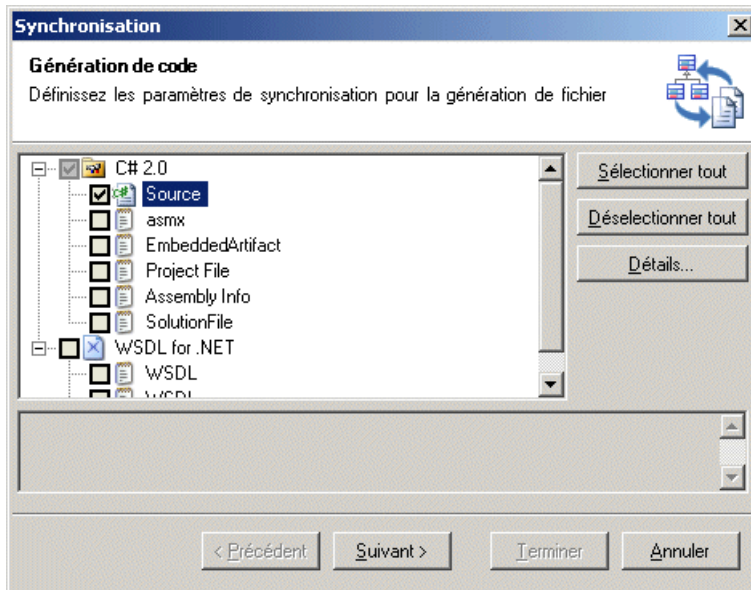 Synchronisation
Génération de code
Définissez les paramètres de synchronisation pour la génération de fichier
C# 2.0
Source
asmx
EmbeddedArtifact
Project File
Assembly Info
SolutionFile
WSDL for .NET
WSDL
WSDL
Sélectionner tout
Déselectionner tout
Détails...
< Précédent
Suivant >
Terminer
Annuler